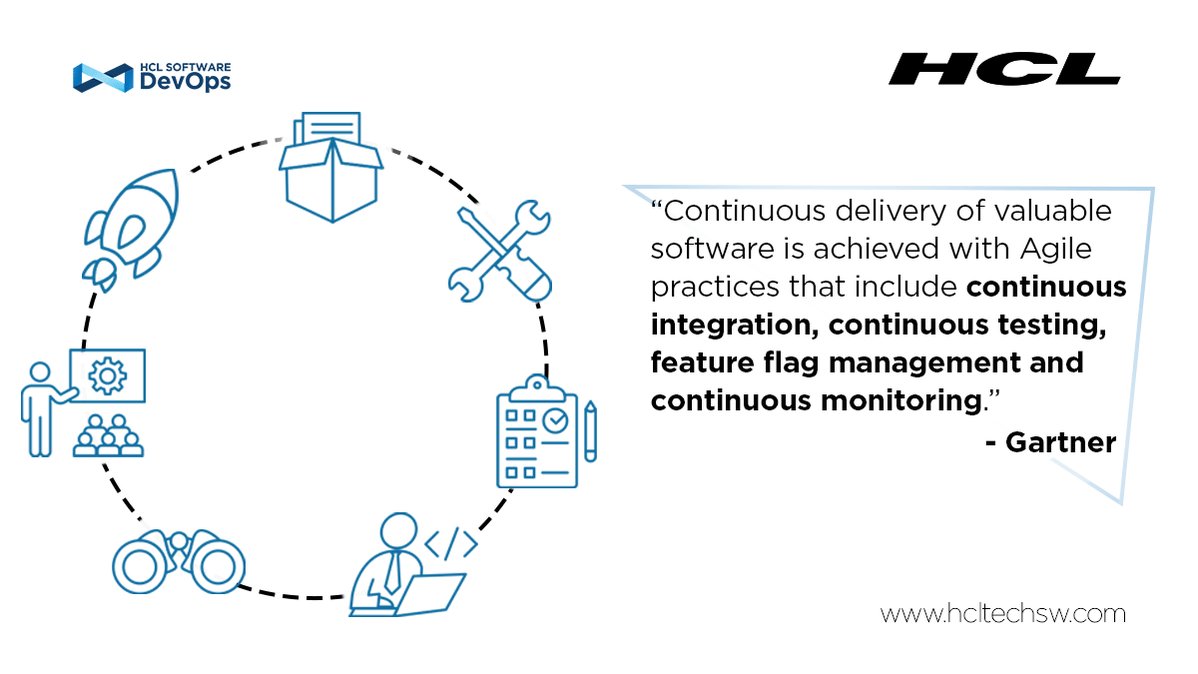 HCL SOFTWARE
DevOps
HCL
“Continuous delivery of valuable
software is achieved with Agile
practices that include continuous
integration, continuous testing,
feature flag management and
continuous monitoring.”
- Gartner
</>
www.hcltechsw.com